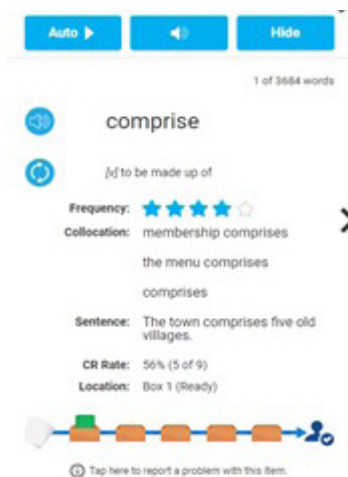 Auto
Hide
1 of 3684 words
comprise
[v] to be made up of
Frequency:
Collocation: membership comprises
the menu comprises
comprises
Sentence: The town comprises five old
villages.
CR Rate: 56% (5 of 9)
Location: Box 1 (Ready)
Tap here to report a problem with this item.